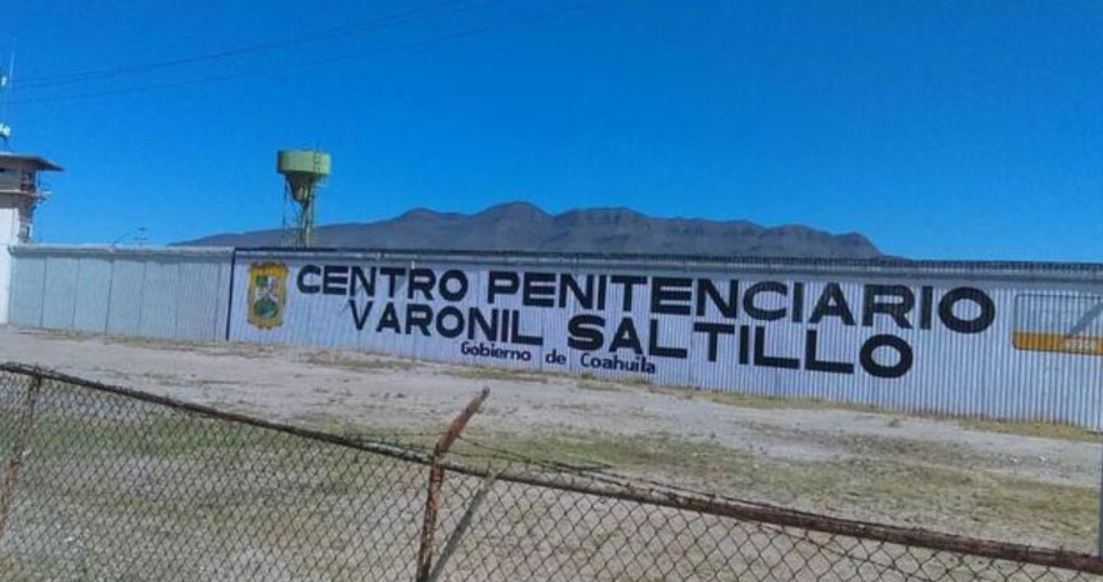 CENTRO PENITENCIARIO
VARONIL SALTILLO
Gobierno de Coahuila